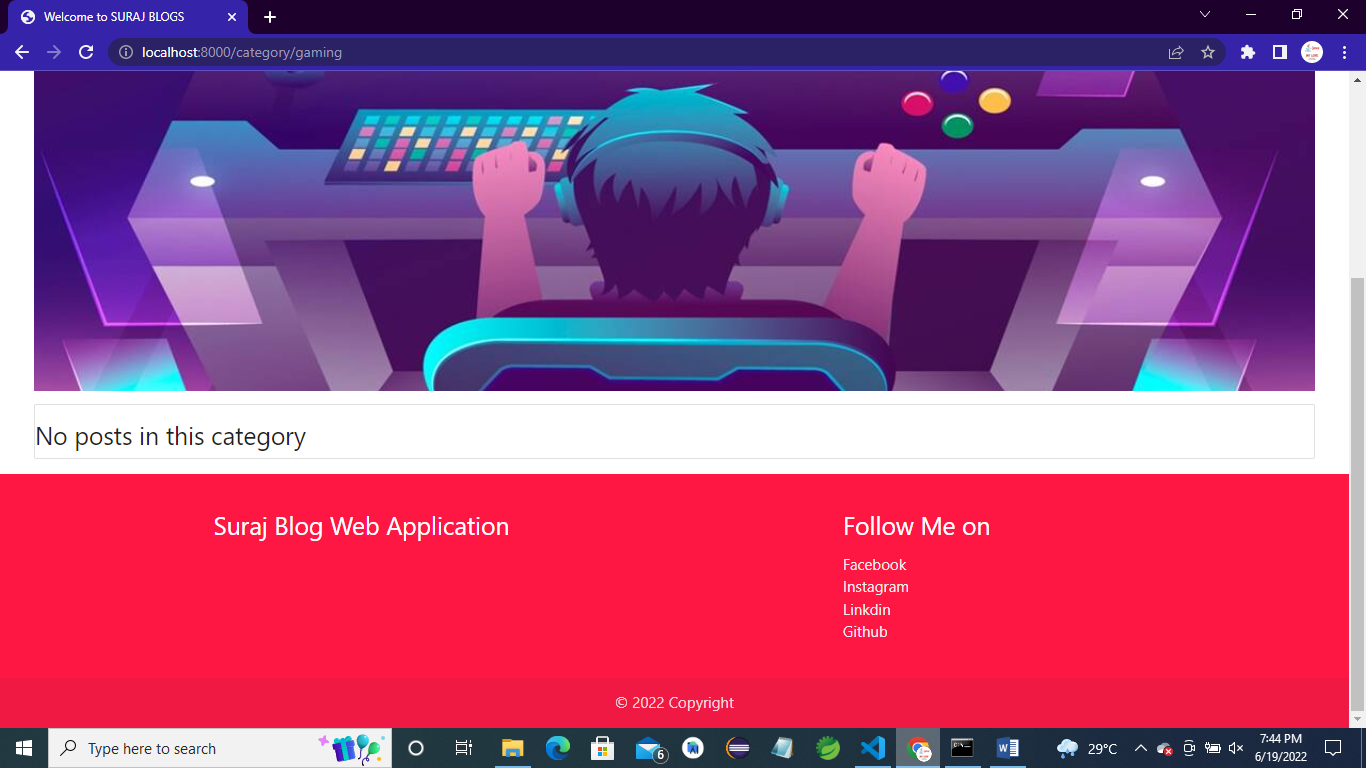 Welcome to SURAJ BLOGS
localhost:8000/category/gaming
No posts in this category
Suraj Blog Web Application
Follow Me on
Facebook
Instagram
Linkdin
Github
© 2022 Copyright
Type here to search
6
29°C
7:44 PM
6/19/2022